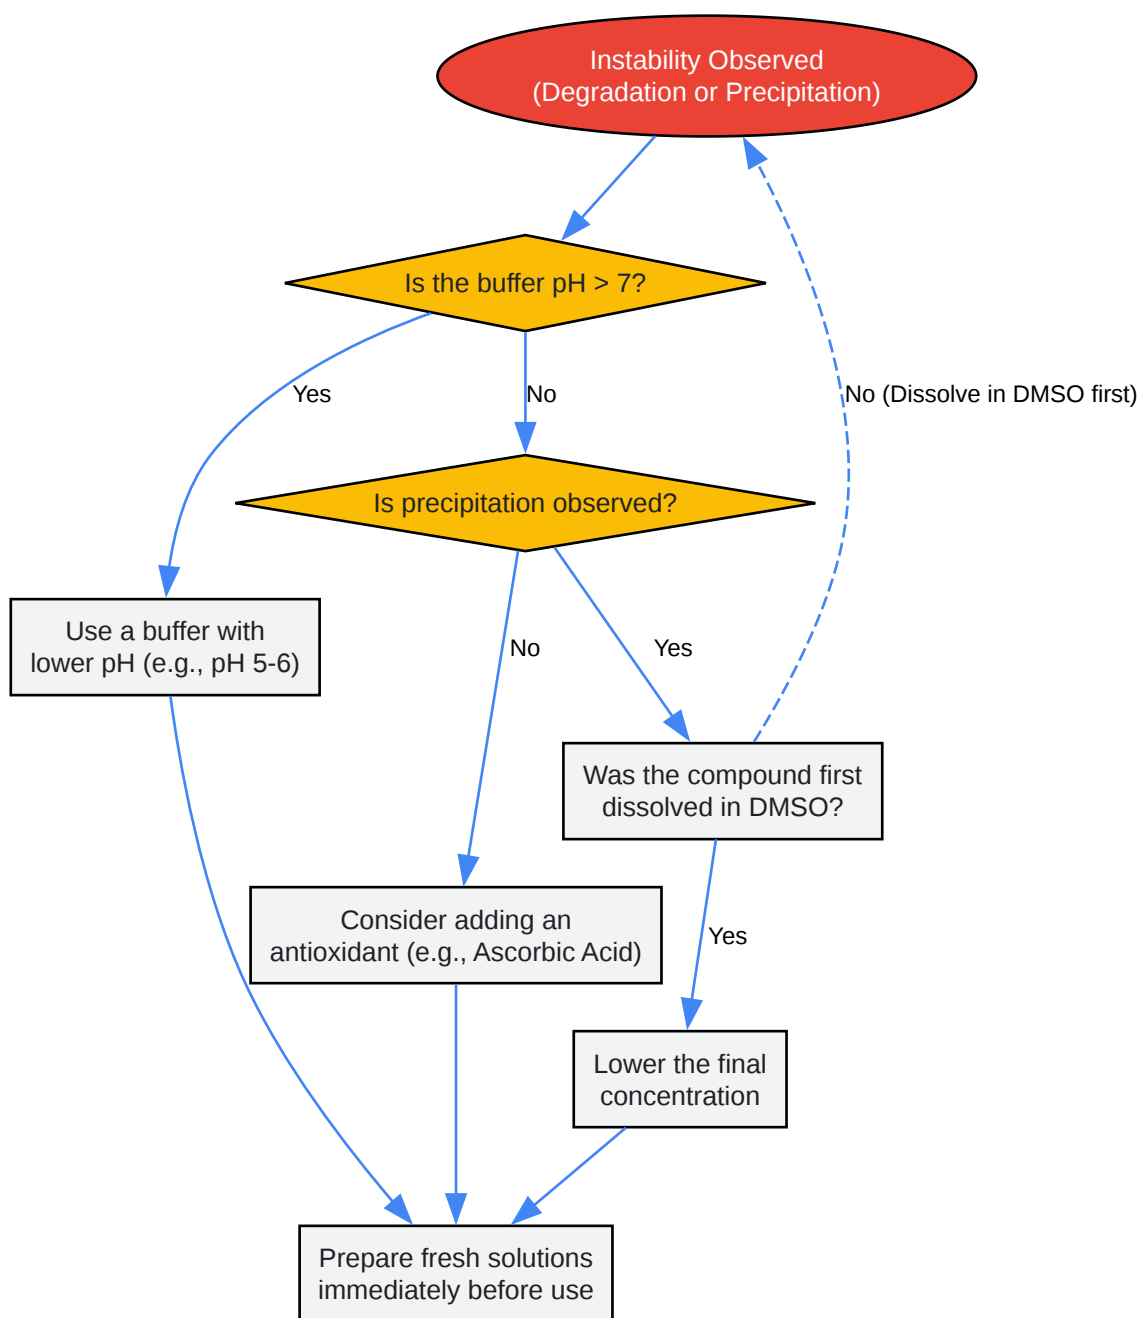 Instability Observed
(Degradation or Precipitation)
Is the buffer pH > 7?
Yes
No
No (Dissolve in DMSO first)
Is precipitation observed?
Use a buffer with
lower pH (e.g., pH 5-6)
No
Yes
Was the compound first
dissolved in DMSO?
Consider adding an
antioxidant (e.g., Ascorbic Acid)
Yes
Lower the final
concentration
Prepare fresh solutions
immediately before use